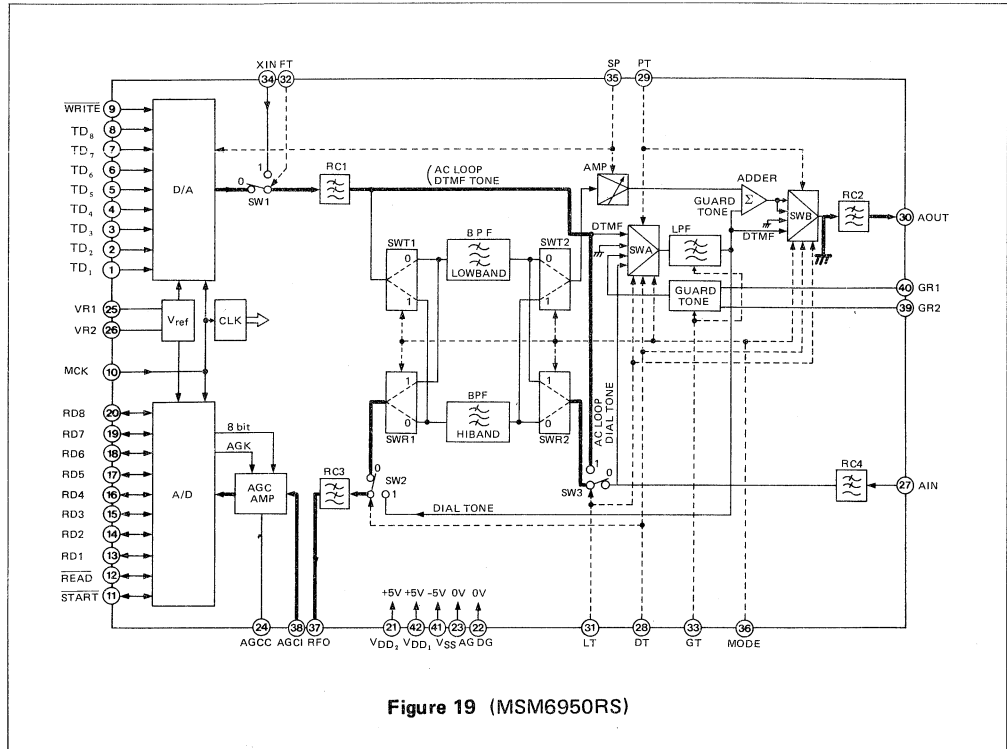 XIN FT
34 32
SP PT
35 29
WRITE 9
TD8 8
TD7 7
TD6 6
TD5 5
TD4 4
TD3 3
TD2 2
TD1 1
D/A
0 1
SW1
RC1
AC LOOP
DTMF TONE
AMP
ADDER
GUARD
TONE
Σ
SWB
RC2
30 AOUT
DTMF
DTMF
SWA
LPF
GUARD
TONE
40 GR1
39 GR2
SWT1
0
1
BPF
LOWBAND
SWT2
0
1
VR1 25
VR2 26
Vref
CLK
MCK 10
SWR1
1
0
BPF
HIBAND
SWR2
1
0
AC LOOP
DIAL TONE
RD8 20
RD7 19
RD6 18
RD5 17
RD4 16
RD3 15
RD2 14
RD1 13
READ 12
START 11
A/D
8 bit
AGK
AGC
AMP
RC3
0
SW2
1
DIAL TONE
1
SW3 0
RC4
27 AIN
+5V +5V -5V 0V 0V
24 38 37 21 42 41 23 22 31 28 33 36
AGCC AGCI RFO VDD2 VDD1 VSS AG DG LT DT GT MODE
Figure 19 (MSM6950RS)